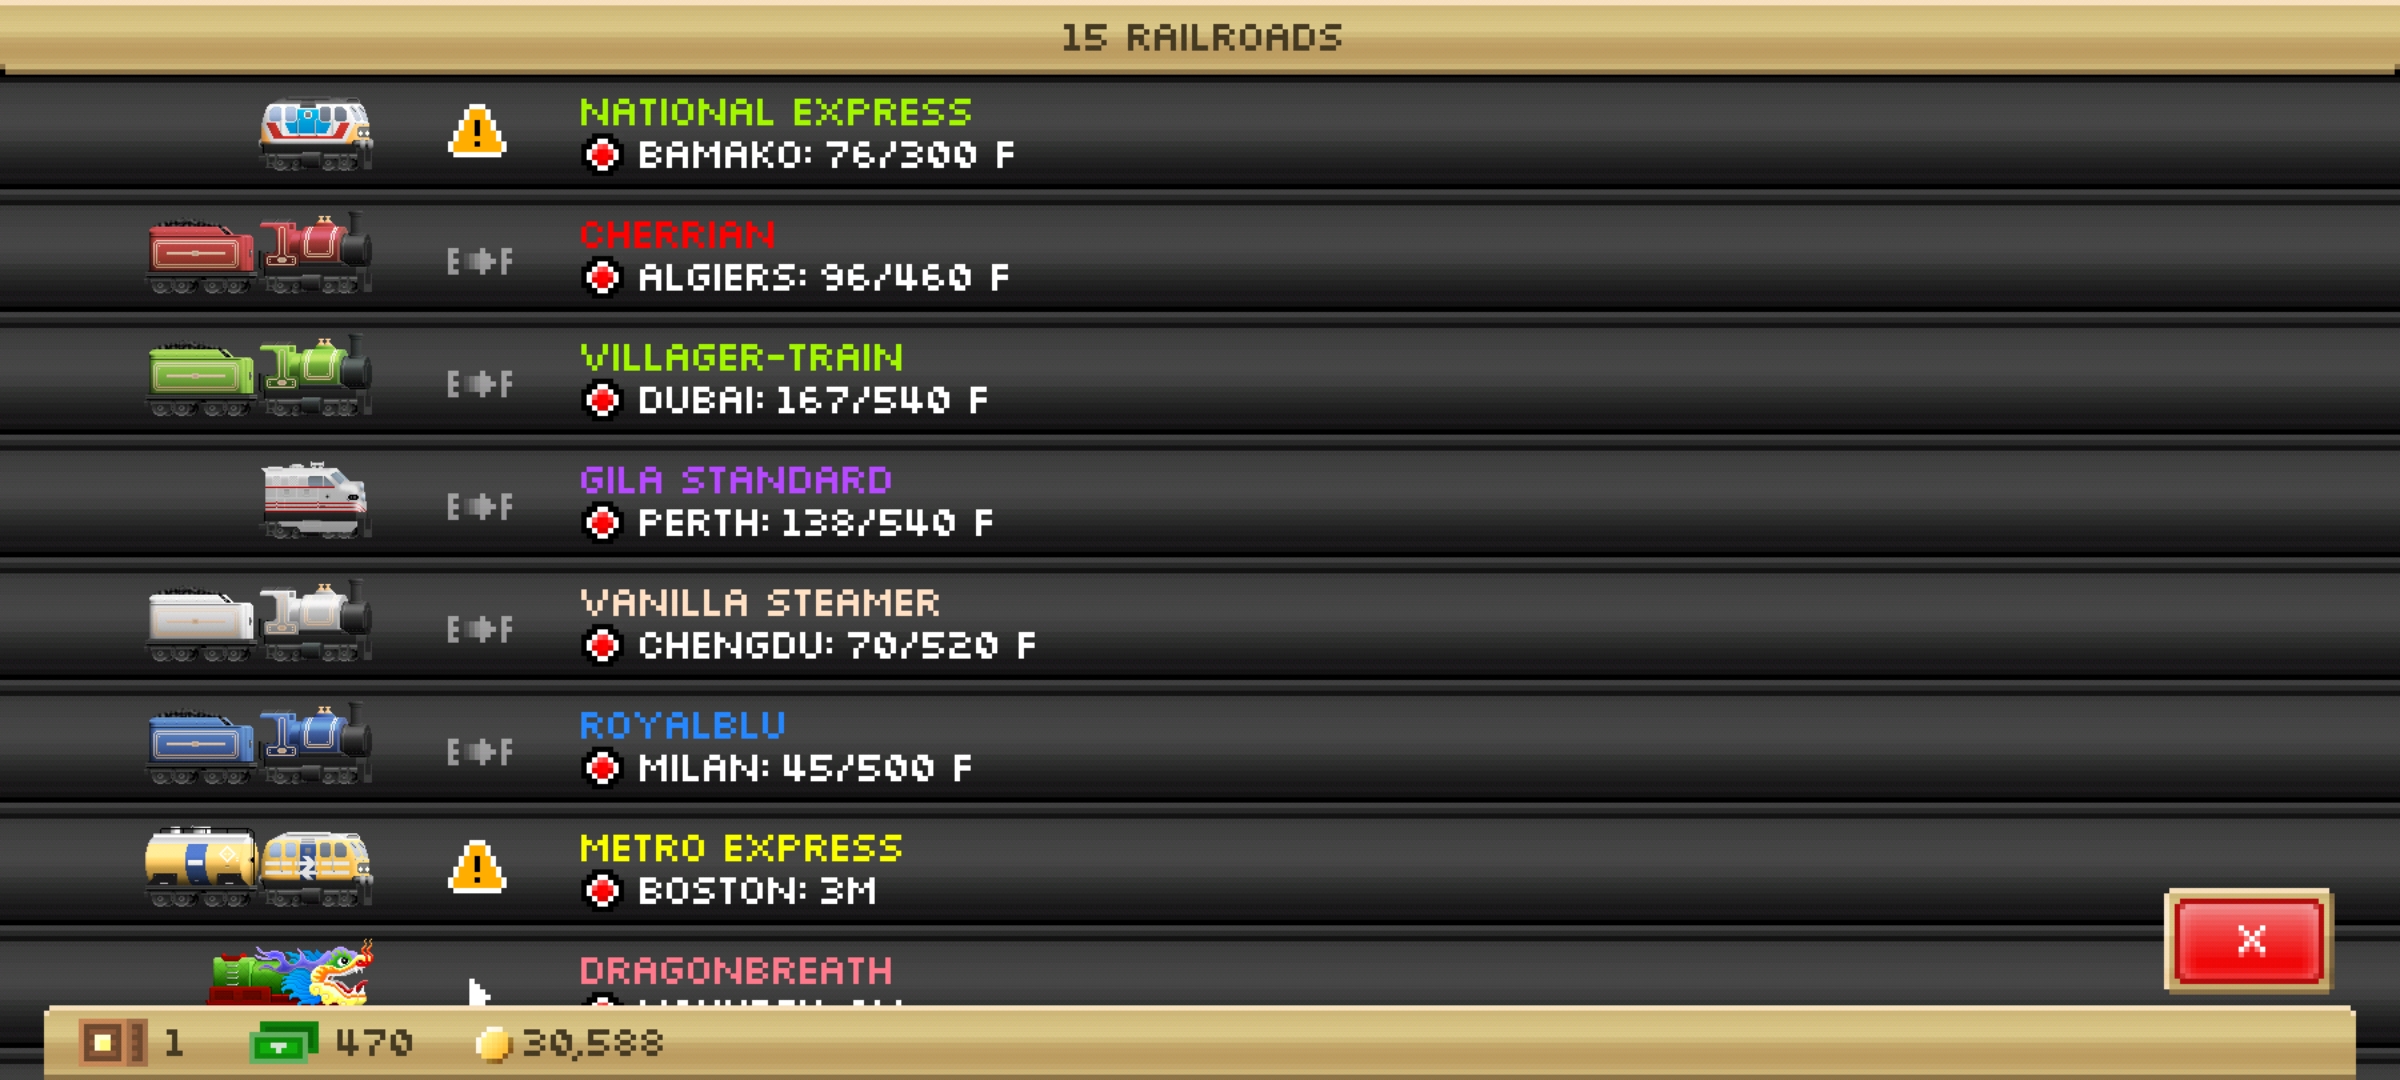 15 RAILROADS
NATIONAL EXPRESS
BAMAKO: 76/300 F
CHERRIAN
E F
ALGIERS: 96/460 F
VILLAGER-TRAIN
E F
DUBAI: 167/540 F
GILA STANDARD
E F
PERTH: 138/540 F
VANILLA STEAMER
E F
CHENGDU: 70/520 F
ROYALBLU
E F
MILAN: 45/500 F
METRO EXPRESS
BOSTON: 3M
DRAGONBREATH
1 470 30,588